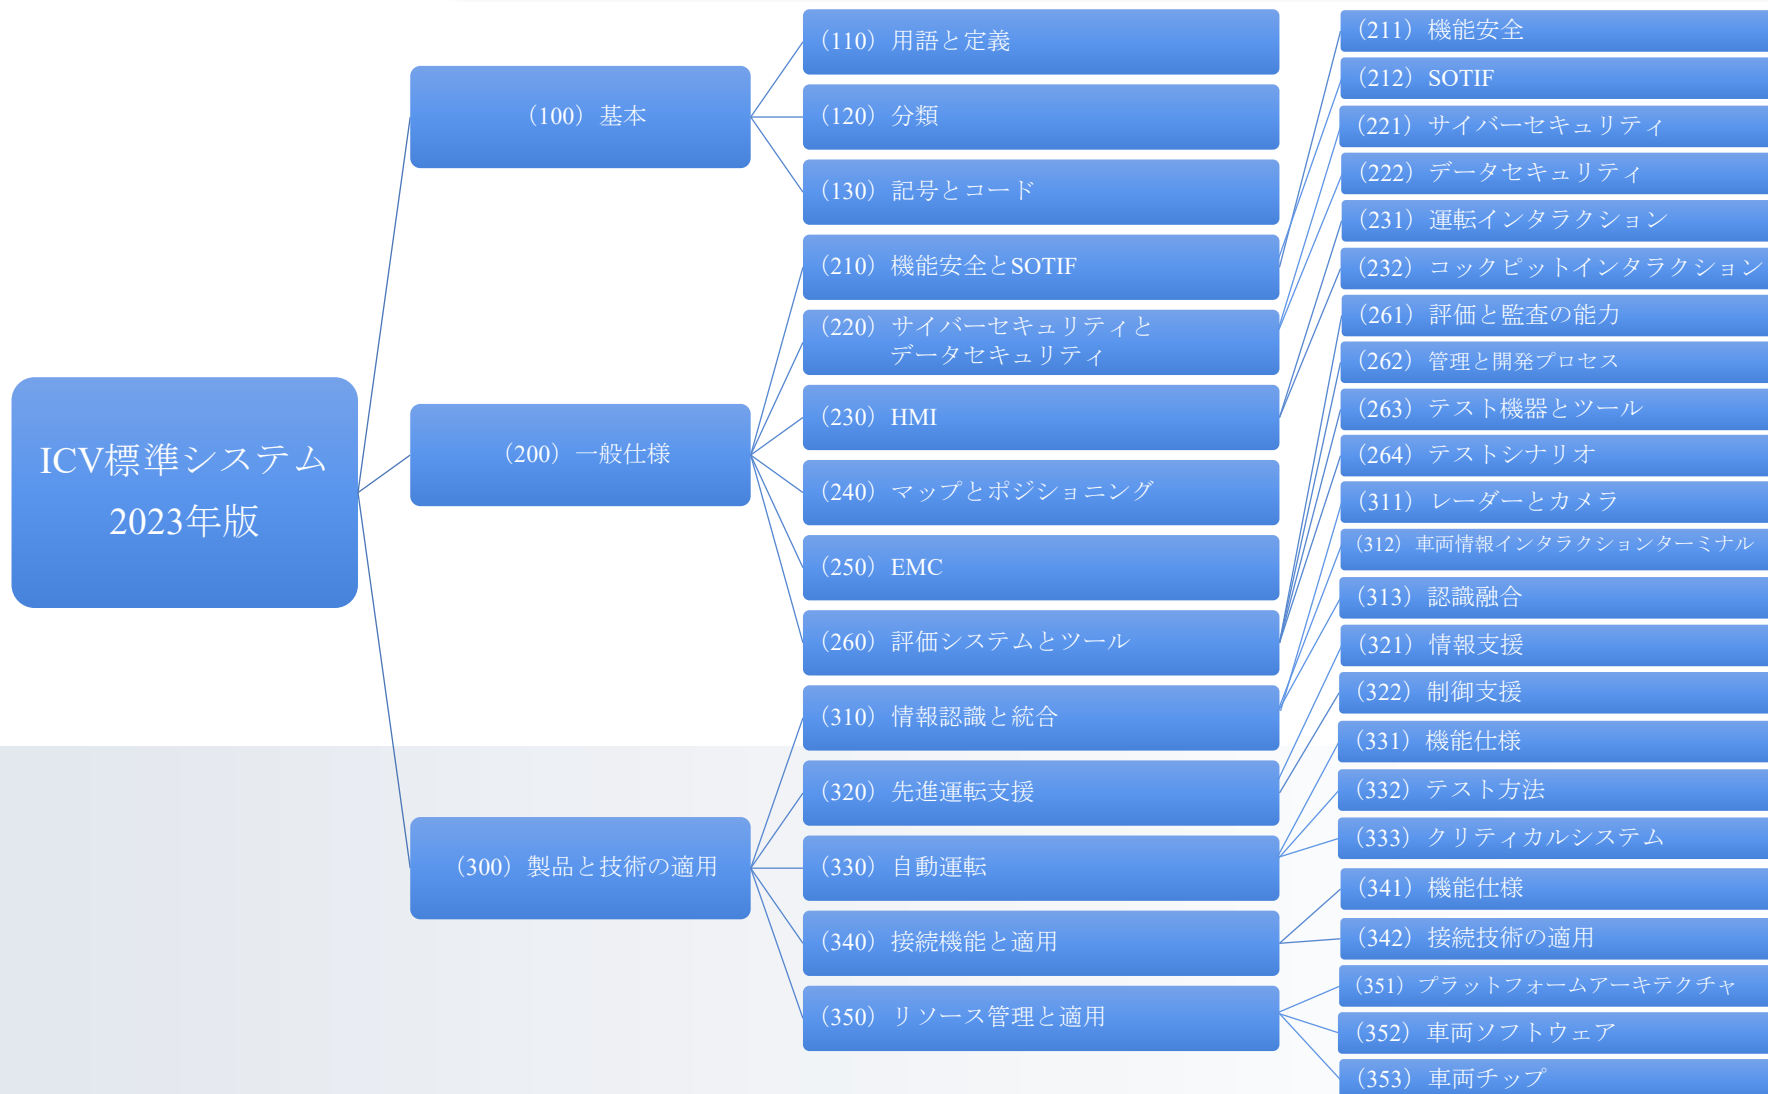 ICV標準システム
2023年版
（100）基本
（200）一般仕様
（300）製品と技術の適用
（110）用語と定義
（120）分類
（130）記号とコード
（210）機能安全とSOTIF
（220）サイバーセキュリティと
データセキュリティ
（230）HMI
（240）マップとポジショニング
（250）EMC
（260）評価システムとツール
（310）情報認識と統合
（320）先進運転支援
（330）自動運転
（340）接続機能と適用
（350）リソース管理と適用
（211）機能安全
（212）SOTIF
（221）サイバーセキュリティ
（222）データセキュリティ
（231）運転インタラクション
（232）コックピットインタラクション
（261）評価と監査の能力
（262）管理と開発プロセス
（263）テスト機器とツール
（264）テストシナリオ
（311）レーダーとカメラ
（312）車両情報インタラクションターミナル
（313）認識融合
（321）情報支援
（322）制御支援
（331）機能仕様
（332）テスト方法
（333）クリティカルシステム
（341）機能仕様
（342）接続技術の適用
（351）プラットフォームアーキテクチャ
（352）車両ソフトウェア
（353）車両チップ